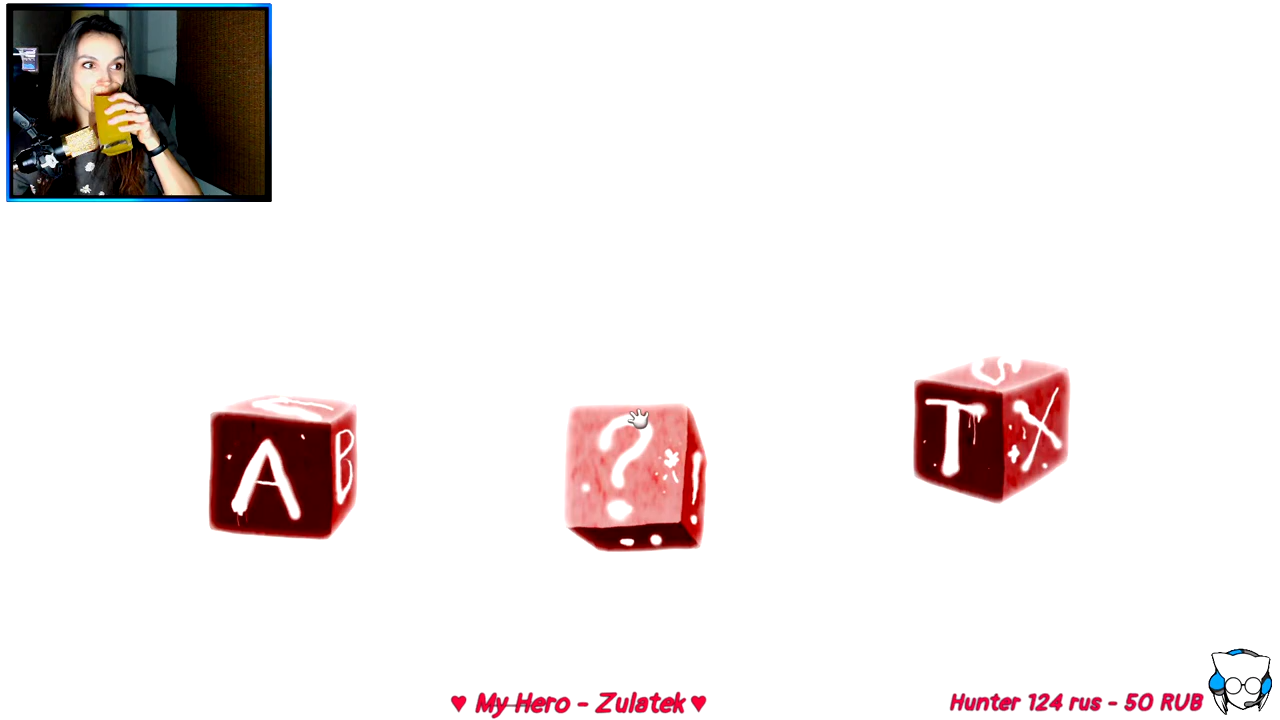 A B
?
T X
♥ My Hero - Zulatek ♥
Hunter 124 rus - 50 RUB